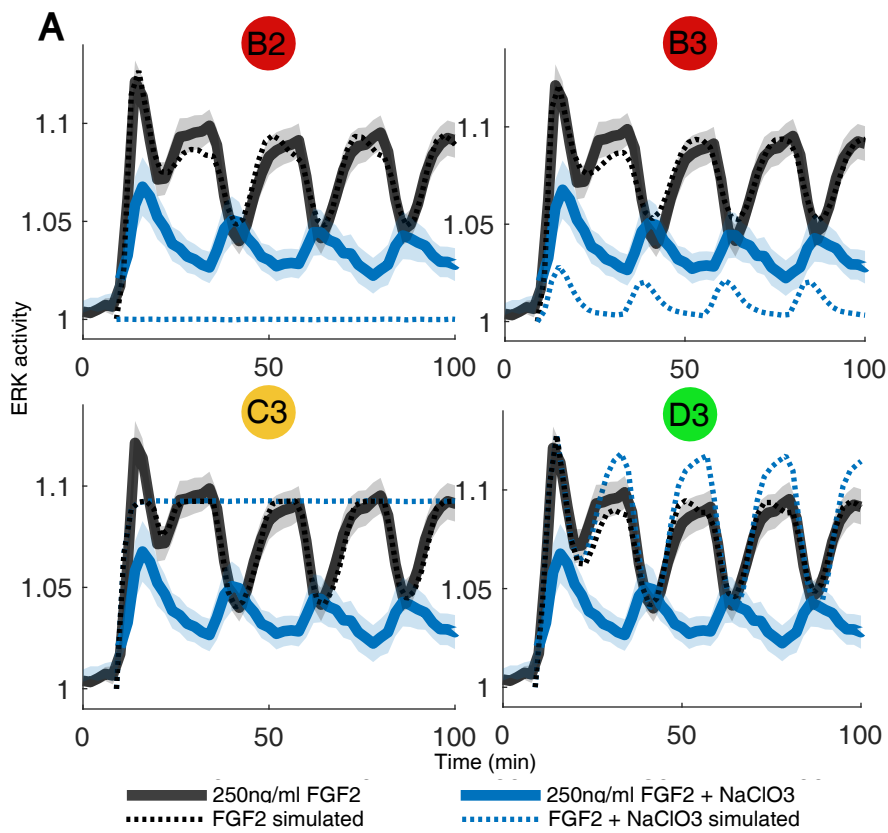 A
B2
B3
1.1
1.05
1
0
50
100
1.1
1.05
1
0
50
100
ERK activity
C3
D3
1.1
1.05
1
0
50
100
1.1
1.05
1
0
50
100
Time (min)
250ng/ml FGF2
250ng/ml FGF2 + NaClO3
FGF2 simulated
FGF2 + NaClO3 simulated